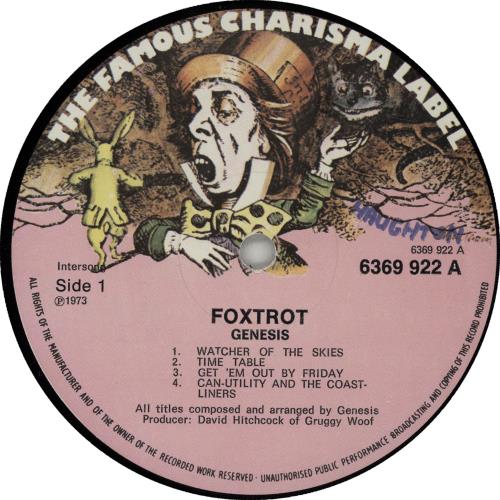 THE FAMOUS CHARISMA LABEL
HAUGHTON
6369 922 A
Intersong
Side 1
6369 922 A
℗1973
FOXTROT
GENESIS
1. WATCHER OF THE SKIES
2. TIME TABLE
3. GET 'EM OUT BY FRIDAY
4. CAN-UTILITY AND THE COAST-
LINERS
All titles composed and arranged by Genesis
Producer: David Hitchcock of Gruggy Woof
ALL RIGHTS OF THE MANUFACTURER AND OF THE OWNER OF THE RECORDED WORK RESERVED · UNAUTHORISED PUBLIC PERFORMANCE BROADCASTING AND COPYING OF THIS RECORD PROHIBITED